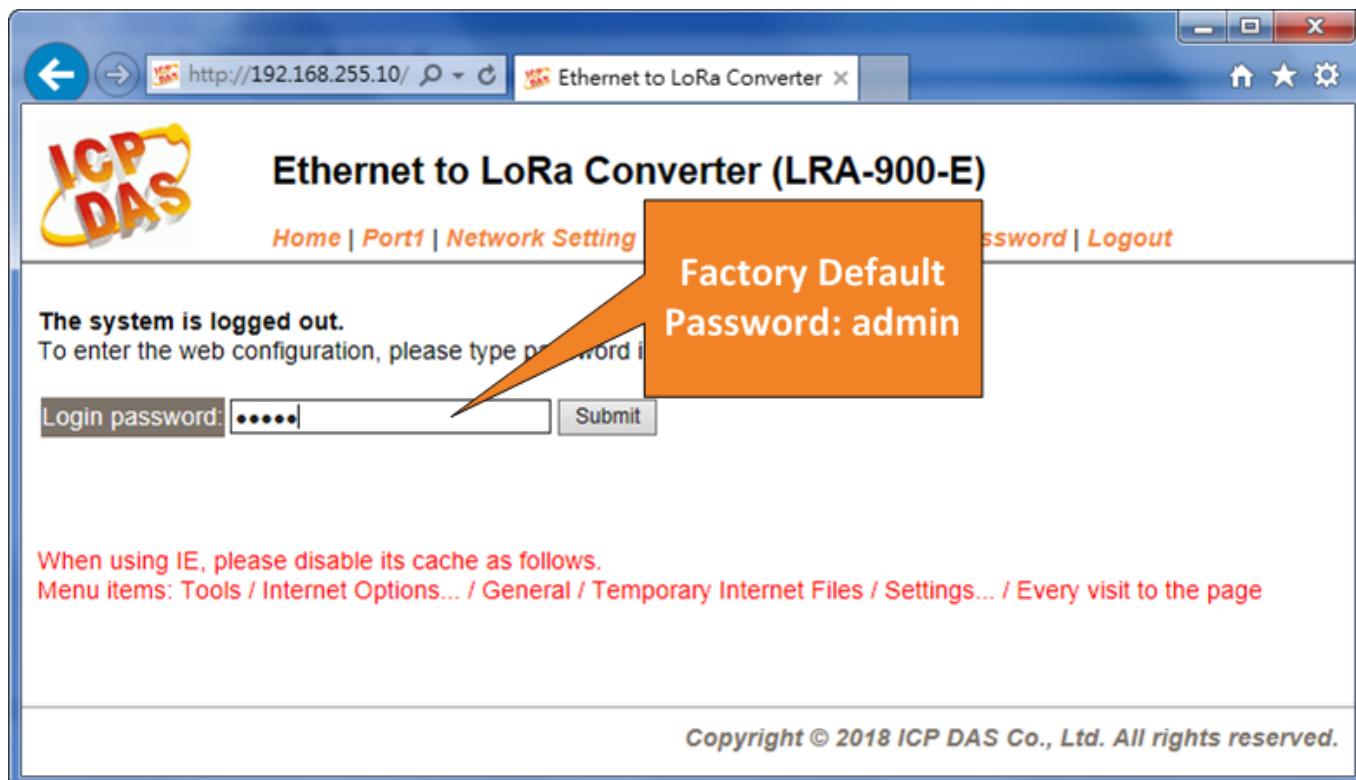 http://192.168.255.10/
Ethernet to LoRa Converter
ICP DAS
ICP
DAS
Ethernet to LoRa Converter (LRA-900-E)
Home | Port1 | Network Setting
ssword | Logout
Factory Default
Password: admin
The system is logged out.
To enter the web configuration, please type password i
Login password:
•••••
Submit
When using IE, please disable its cache as follows.
Menu items: Tools / Internet Options... / General / Temporary Internet Files / Settings... / Every visit to the page
Copyright © 2018 ICP DAS Co., Ltd. All rights reserved.